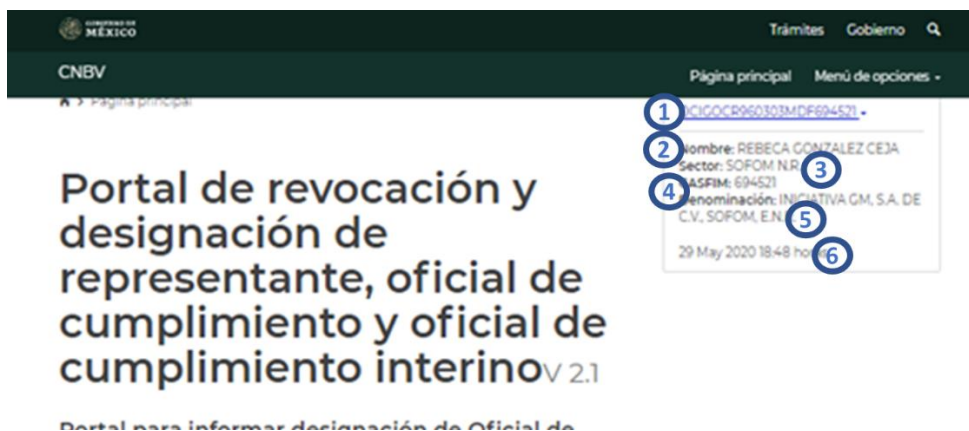 GOBIERNO DE
MÉXICO
Trámites Gobierno
CNBV
Página principal Menú de opciones
> Página principal
1
OCIGOCR960303MDF694521
2
Nombre: REBECA GONZALEZ CEJA
Sector: SOFOM N.R.
3
4
CASFIM: 694521
Denominación: INICIATIVA GM, S.A. DE
C.V., SOFOM, E.N.
5
29 May 2020 18:48 horas
6
Portal de revocación y
designación de
representante, oficial de
cumplimiento y oficial de
cumplimiento interino V 2.1
Portal para informar designación de Oficial de